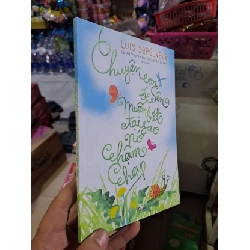 LUIS SEPÚLVEDA
Chuyện con
ốc sên
muốn biết
tại sao
nó
chậm
chạp